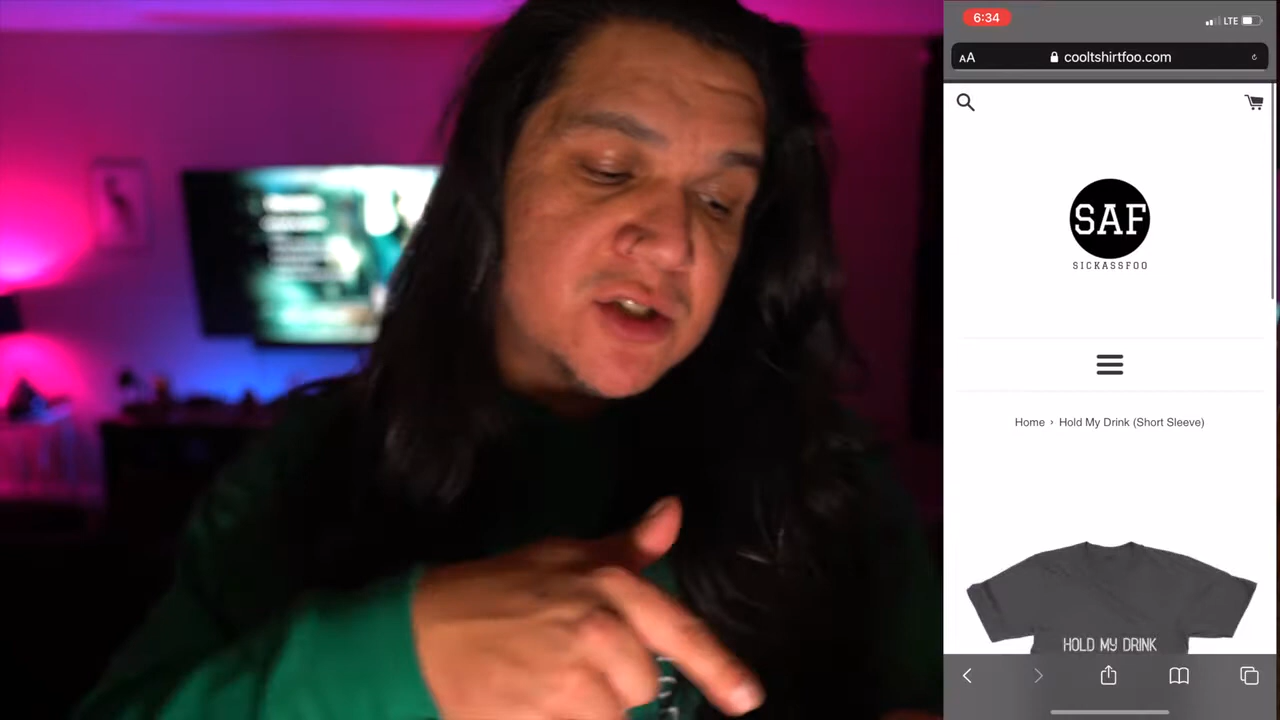 6:34
LTE
AA
cooltshirtfoo.com
SAF
SICKASSFOO
Home › Hold My Drink (Short Sleeve)
HOLD MY DRINK